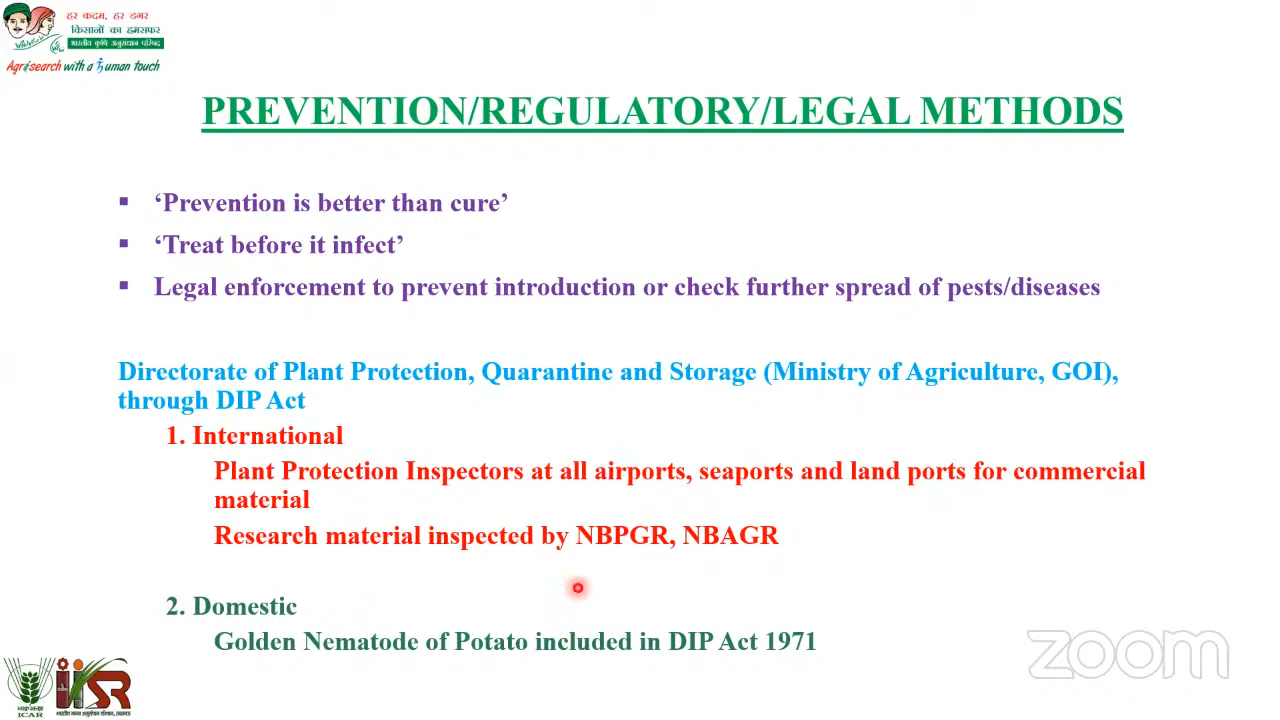 हर कदम, हर डगर
किसानों का हमसफर
भारतीय कृषि अनुसंधान परिषद
Agrisearch with a human touch
PREVENTION/REGULATORY/LEGAL METHODS
‘Prevention is better than cure’
‘Treat before it infect’
Legal enforcement to prevent introduction or check further spread of pests/diseases
Directorate of Plant Protection, Quarantine and Storage (Ministry of Agriculture, GOI),
through DIP Act
1. International
Plant Protection Inspectors at all airports, seaports and land ports for commercial
material
Research material inspected by NBPGR, NBAGR
2. Domestic
Golden Nematode of Potato included in DIP Act 1971
zoom
ICAR
IISR